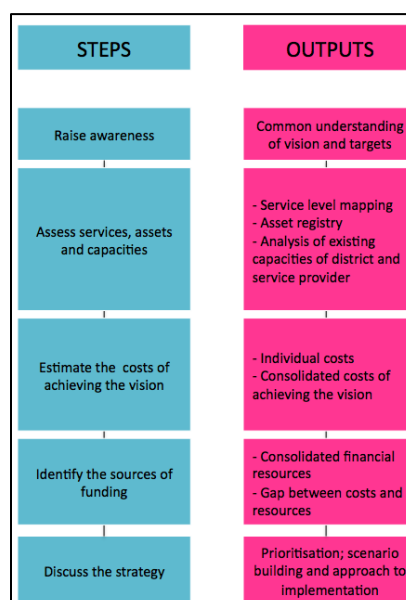 STEPS
OUTPUTS
Raise awareness
Common understanding
of vision and targets
Assess services, assets
and capacities
- Service level mapping
- Asset registry
- Analysis of existing
capacities of district and
service provider
Estimate the costs of
achieving the vision
- Individual costs
- Consolidated costs of
achieving the vision
Identify the sources of
funding
- Consolidated financial
resources
- Gap between costs and
resources
Discuss the strategy
Prioritisation; scenario
building and approach to
implementation